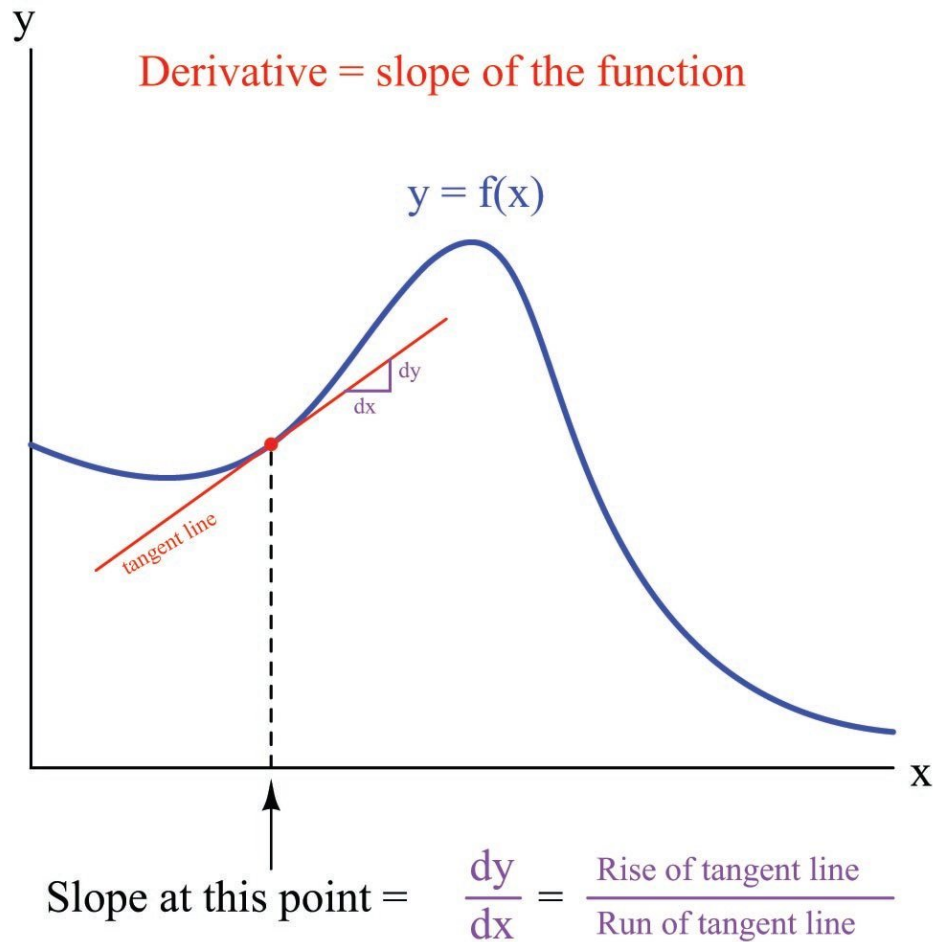 y
Derivative = slope of the function
y = f(x)
dy
dx
tangent line
x
Slope at this point = dy/dx = Rise of tangent line/Run of tangent line